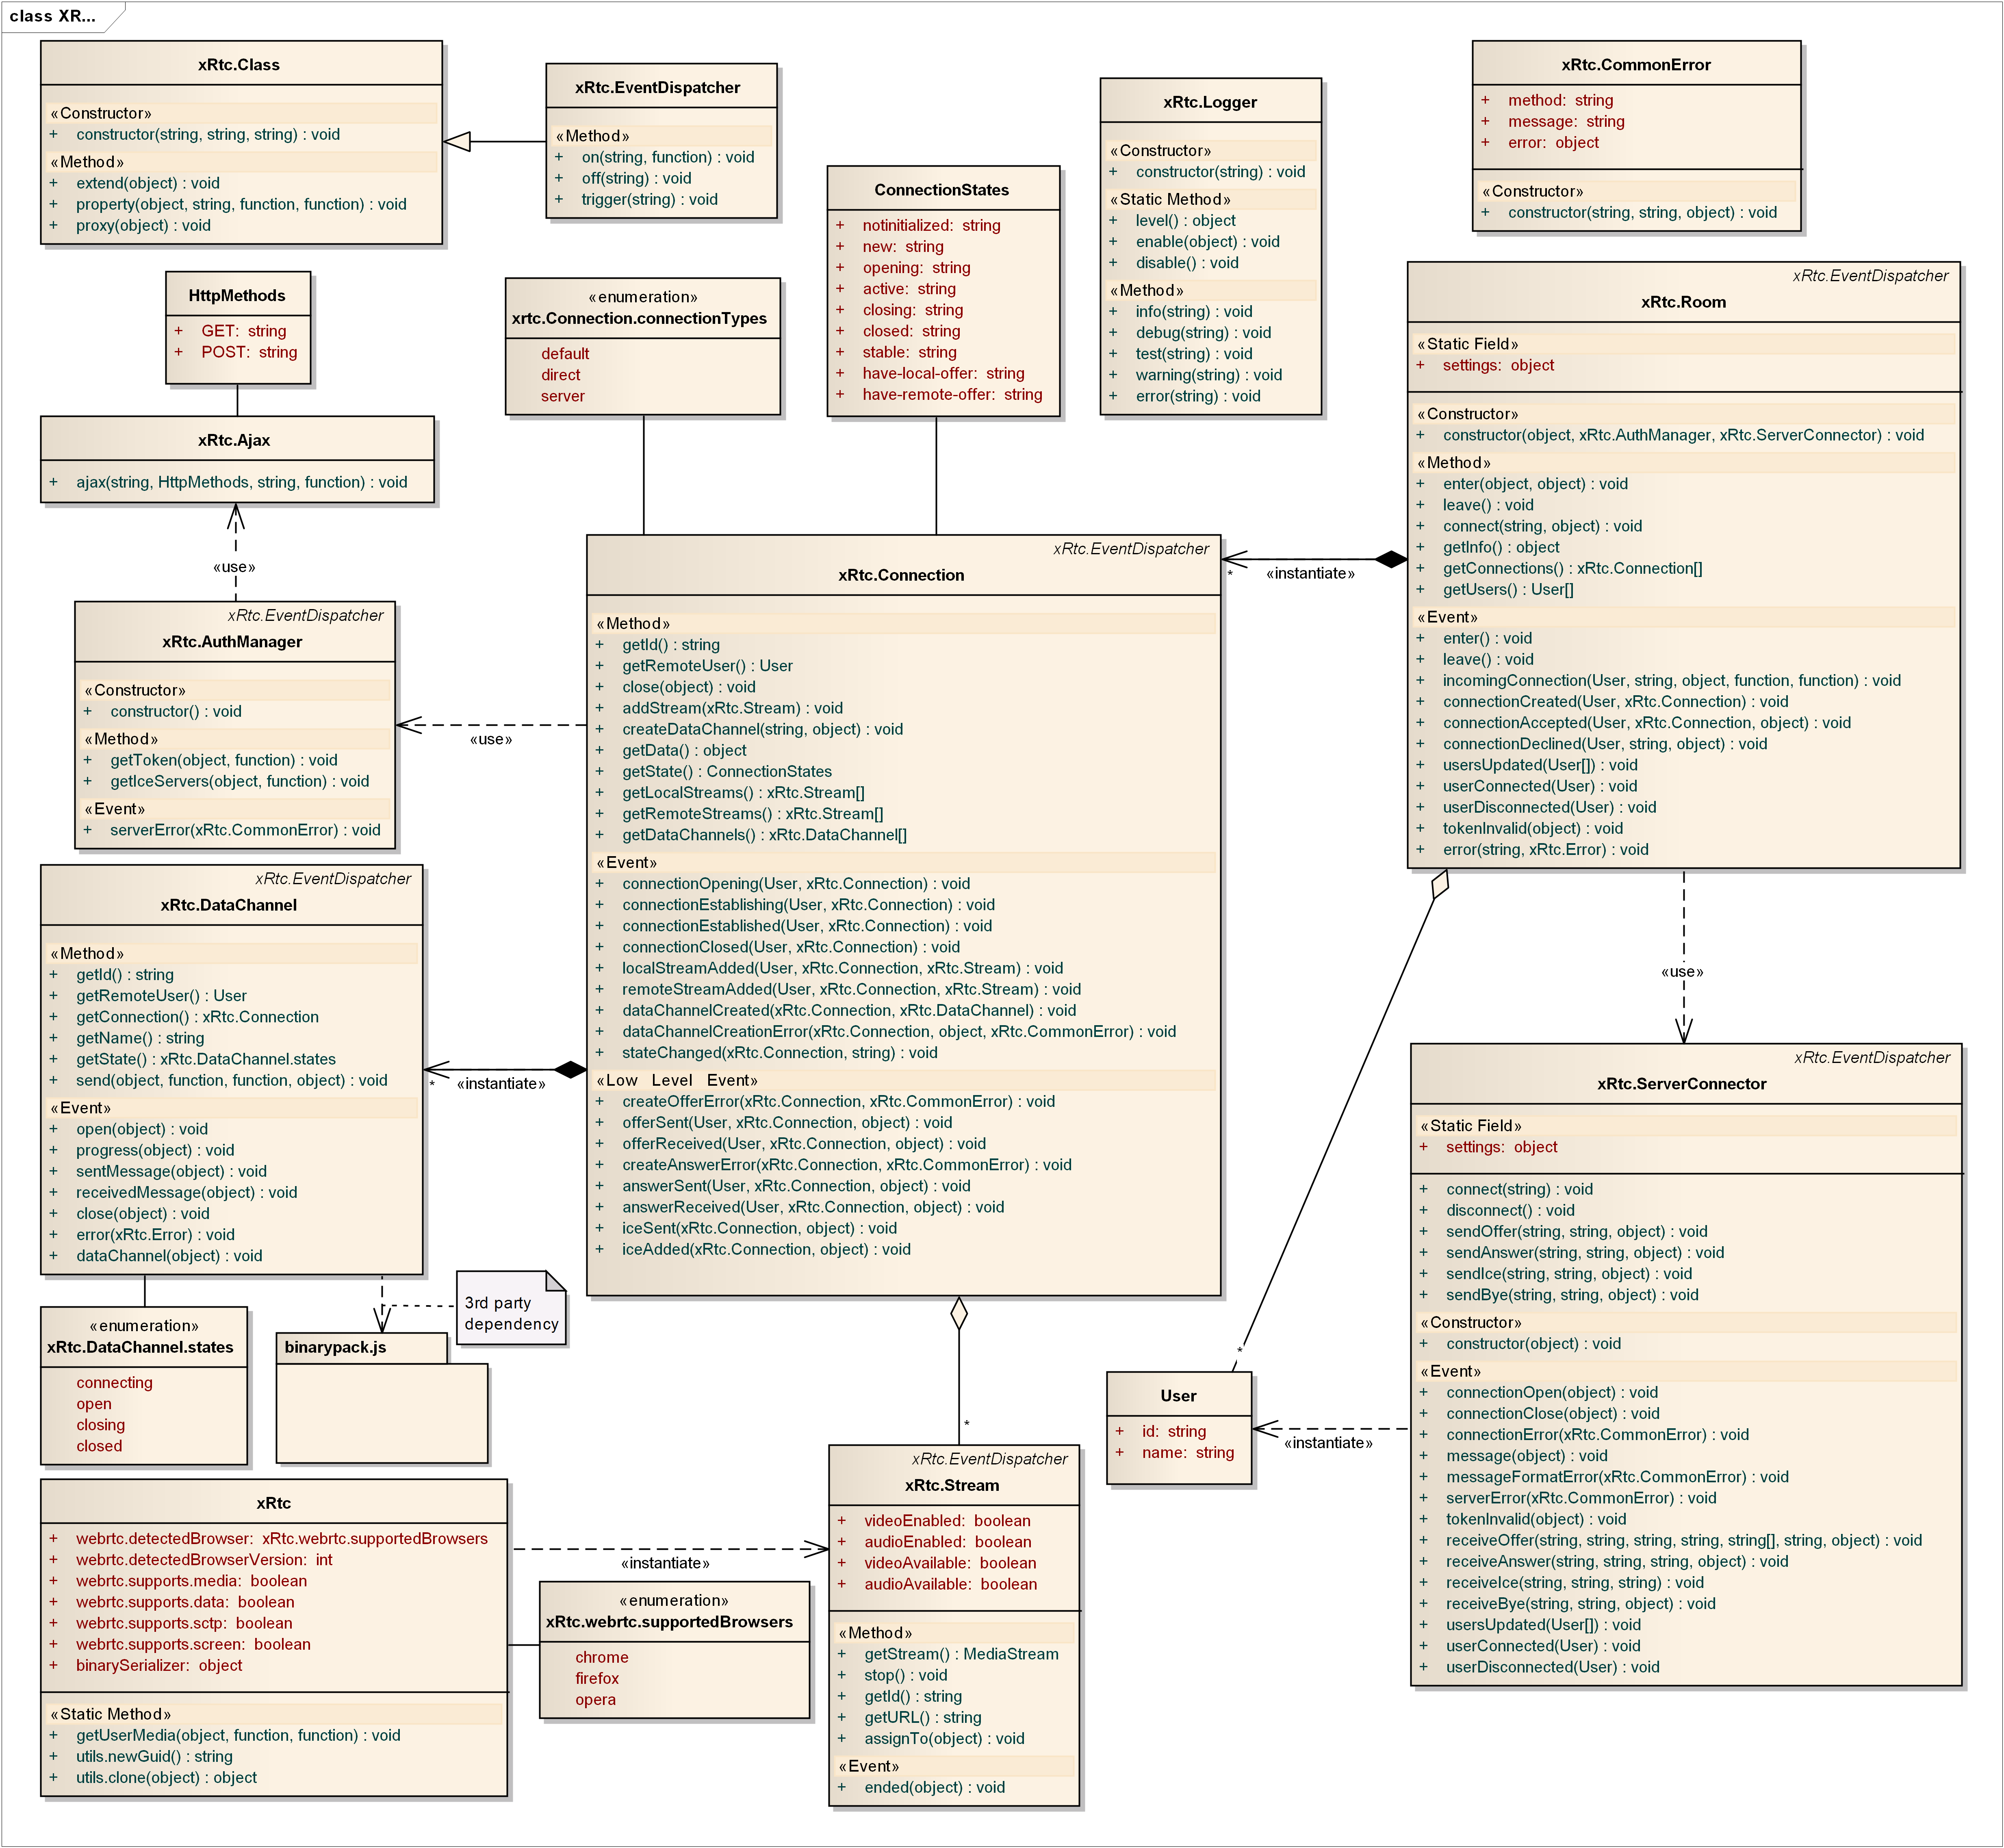 class XR...
xRtc.Class
«Constructor»
+ constructor(string, string, string) : void
«Method»
+ extend(object) : void
+ property(object, string, function, function) : void
+ proxy(object) : void
xRtc.EventDispatcher
«Method»
+ on(string, function) : void
+ off(string) : void
+ trigger(string) : void
xRtc.Logger
«Constructor»
+ constructor(string) : void
«Static Method»
+ level() : object
+ enable(object) : void
+ disable() : void
«Method»
+ info(string) : void
+ debug(string) : void
+ test(string) : void
+ warning(string) : void
+ error(string) : void
xRtc.CommonError
+ method: string
+ message: string
+ error: object
«Constructor»
+ constructor(string, string, object) : void
ConnectionStates
+ notinitialized: string
+ new: string
+ opening: string
+ active: string
+ closing: string
+ closed: string
+ stable: string
+ have-local-offer: string
+ have-remote-offer: string
HttpMethods
+ GET: string
+ POST: string
«enumeration»
xrtc.Connection.connectionTypes
default
direct
server
xRtc.EventDispatcher
xRtc.Room
«Static Field»
+ settings: object
«Constructor»
+ constructor(object, xRtc.AuthManager, xRtc.ServerConnector) : void
«Method»
+ enter(object, object) : void
+ leave() : void
+ connect(string, object) : void
+ getInfo() : object
+ getConnections() : xRtc.Connection[]
+ getUsers() : User[]
«Event»
+ enter() : void
+ leave() : void
+ incomingConnection(User, string, object, function, function) : void
+ connectionCreated(User, xRtc.Connection) : void
+ connectionAccepted(User, xRtc.Connection, object) : void
+ connectionDeclined(User, string, object) : void
+ usersUpdated(User[]) : void
+ userConnected(User) : void
+ userDisconnected(User) : void
+ tokenInvalid(object) : void
+ error(string, xRtc.Error) : void
xRtc.Ajax
+ ajax(string, HttpMethods, string, function) : void
«use»
xRtc.EventDispatcher
xRtc.AuthManager
«Constructor»
+ constructor() : void
«Method»
+ getToken(object, function) : void
+ getIceServers(object, function) : void
«Event»
+ serverError(xRtc.CommonError) : void
«use»
xRtc.EventDispatcher
xRtc.Connection
«Method»
+ getId() : string
+ getRemoteUser() : User
+ close(object) : void
+ addStream(xRtc.Stream) : void
+ createDataChannel(string, object) : void
+ getData() : object
+ getState() : ConnectionStates
+ getLocalStreams() : xRtc.Stream[]
+ getRemoteStreams() : xRtc.Stream[]
+ getDataChannels() : xRtc.DataChannel[]
«Event»
+ connectionOpening(User, xRtc.Connection) : void
+ connectionEstablishing(User, xRtc.Connection) : void
+ connectionEstablished(User, xRtc.Connection) : void
+ connectionClosed(User, xRtc.Connection) : void
+ localStreamAdded(User, xRtc.Connection, xRtc.Stream) : void
+ remoteStreamAdded(User, xRtc.Connection, xRtc.Stream) : void
+ dataChannelCreated(xRtc.Connection, xRtc.DataChannel) : void
+ dataChannelCreationError(xRtc.Connection, object, xRtc.CommonError) : void
+ stateChanged(xRtc.Connection, string) : void
«Low Level Event»
+ createOfferError(xRtc.Connection, xRtc.CommonError) : void
+ offerSent(User, xRtc.Connection, object) : void
+ offerReceived(User, xRtc.Connection, object) : void
+ createAnswerError(xRtc.Connection, xRtc.CommonError) : void
+ answerSent(User, xRtc.Connection, object) : void
+ answerReceived(User, xRtc.Connection, object) : void
+ iceSent(xRtc.Connection, object) : void
+ iceAdded(xRtc.Connection, object) : void
*
«instantiate»
«use»
xRtc.EventDispatcher
xRtc.DataChannel
«Method»
+ getId() : string
+ getRemoteUser() : User
+ getConnection() : xRtc.Connection
+ getName() : string
+ getState() : xRtc.DataChannel.states
+ send(object, function, function, object) : void
«Event»
+ open(object) : void
+ progress(object) : void
+ sentMessage(object) : void
+ receivedMessage(object) : void
+ close(object) : void
+ error(xRtc.Error) : void
+ dataChannel(object) : void
*
«instantiate»
3rd party
dependency
«enumeration»
xRtc.DataChannel.states
connecting
open
closing
closed
binarypack.js
xRtc.EventDispatcher
xRtc.ServerConnector
«Static Field»
+ settings: object
+ connect(string) : void
+ disconnect() : void
+ sendOffer(string, string, object) : void
+ sendAnswer(string, string, object) : void
+ sendIce(string, string, object) : void
+ sendBye(string, string, object) : void
«Constructor»
+ constructor(object) : void
«Event»
+ connectionOpen(object) : void
+ connectionClose(object) : void
+ connectionError(xRtc.CommonError) : void
+ message(object) : void
+ messageFormatError(xRtc.CommonError) : void
+ serverError(xRtc.CommonError) : void
+ tokenInvalid(object) : void
+ receiveOffer(string, string, string, string, string[], string, object) : void
+ receiveAnswer(string, string, string, object) : void
+ receiveIce(string, string, string) : void
+ receiveBye(string, string, object) : void
+ usersUpdated(User[]) : void
+ userConnected(User) : void
+ userDisconnected(User) : void
*
User
+ id: string
+ name: string
«instantiate»
*
xRtc.EventDispatcher
xRtc.Stream
+ videoEnabled: boolean
+ audioEnabled: boolean
+ videoAvailable: boolean
+ audioAvailable: boolean
«Method»
+ getStream() : MediaStream
+ stop() : void
+ getId() : string
+ getURL() : string
+ assignTo(object) : void
«Event»
+ ended(object) : void
xRtc
+ webrtc.detectedBrowser: xRtc.webrtc.supportedBrowsers
+ webrtc.detectedBrowserVersion: int
+ webrtc.supports.media: boolean
+ webrtc.supports.data: boolean
+ webrtc.supports.sctp: boolean
+ webrtc.supports.screen: boolean
+ binarySerializer: object
«Static Method»
+ getUserMedia(object, function, function) : void
+ utils.newGuid() : string
+ utils.clone(object) : object
«instantiate»
«enumeration»
xRtc.webrtc.supportedBrowsers
chrome
firefox
opera